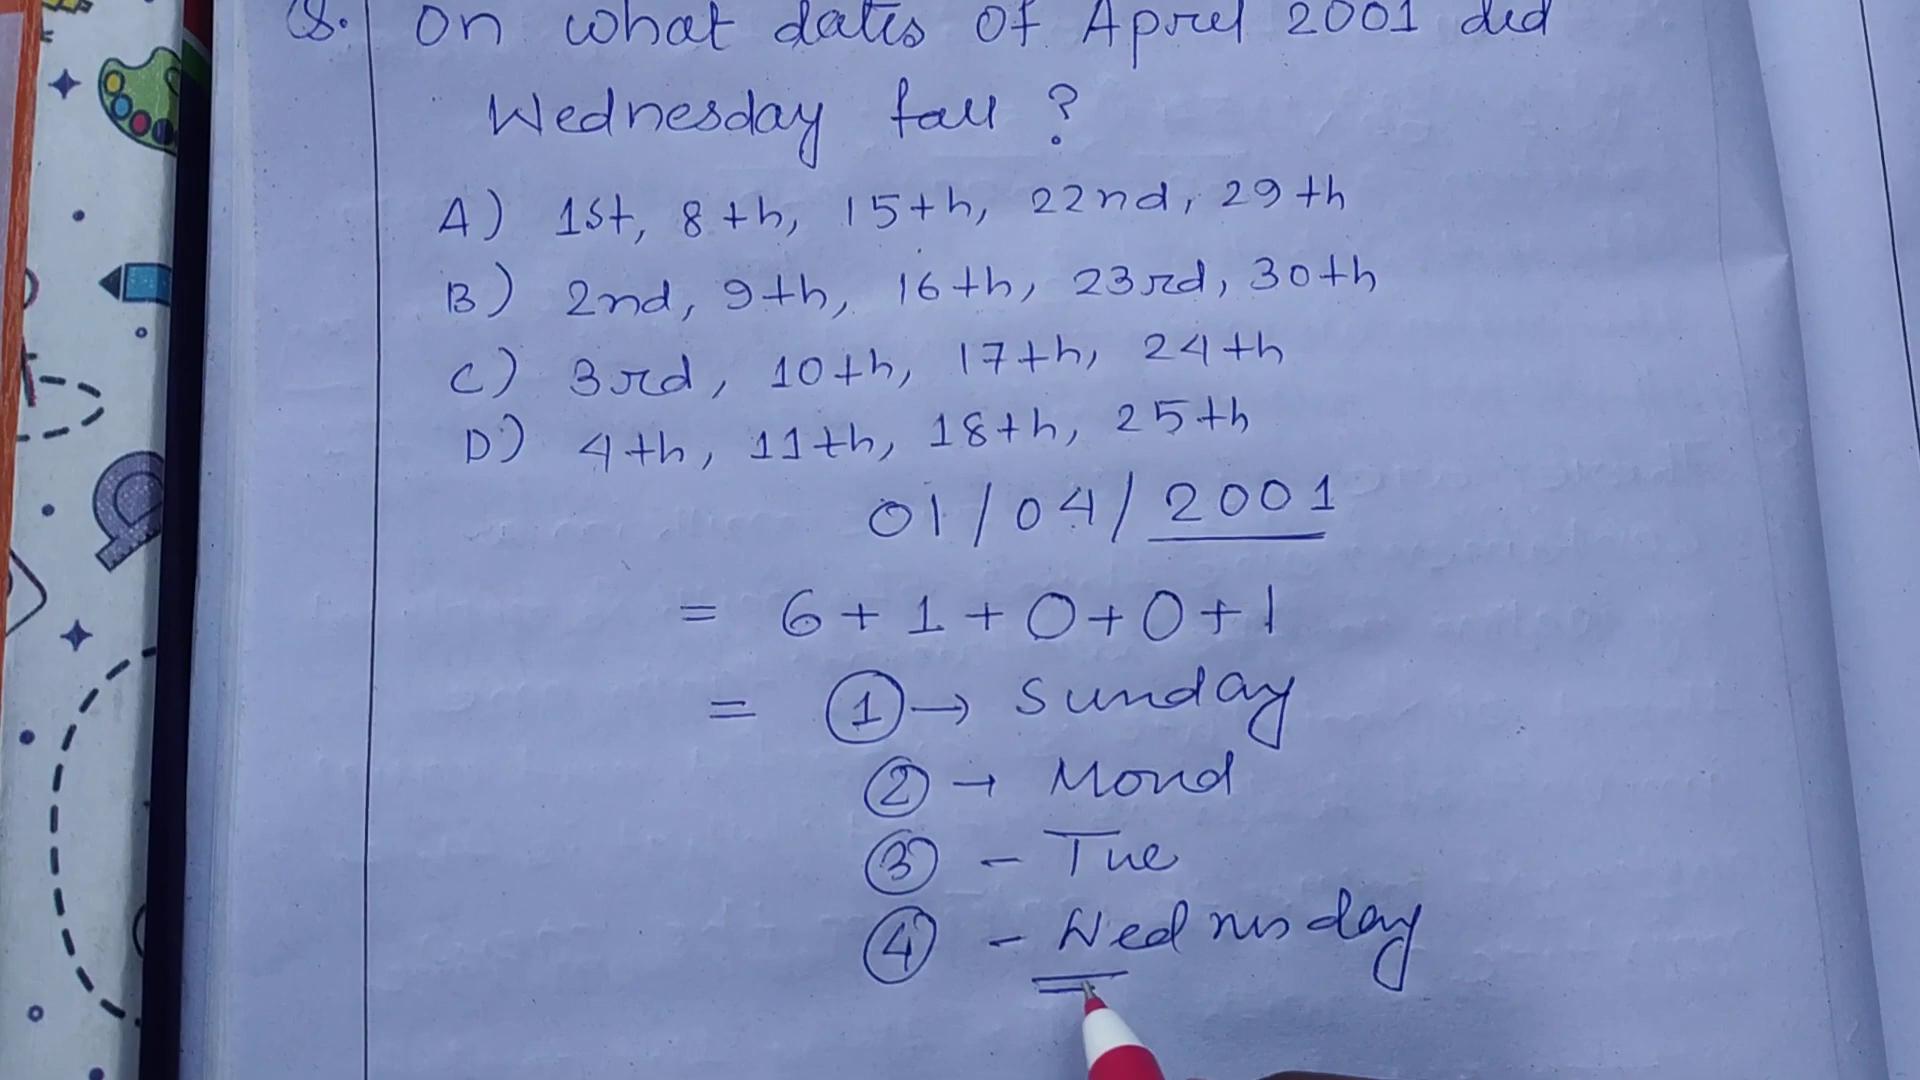 Q. On what dates of April 2001 did
Wednesday fall ?
A) 1st, 8th, 15th, 22nd, 29th
B) 2nd, 9th, 16th, 23rd, 30th
C) 3rd, 10th, 17th, 24th
D) 4th, 11th, 18th, 25th
01/04/2001
= 6+1+0+0+1
= 1 → Sunday
2 → Mond
3 - Tue
4 - Wednesday